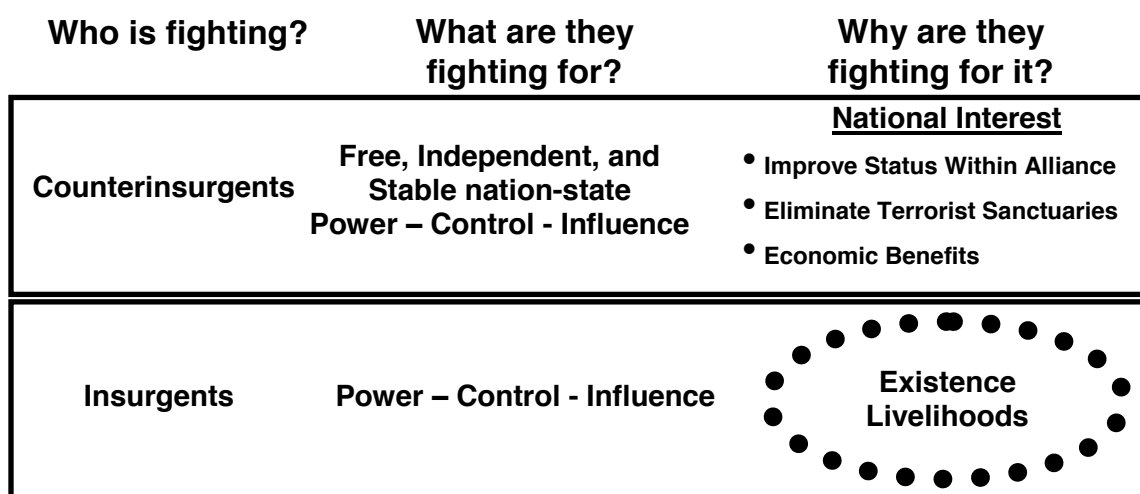 Who is fighting?
What are they
fighting for?
Why are they
fighting for it?
Counterinsurgents
Free, Independent, and
Stable nation-state
Power – Control - Influence
National Interest
• Improve Status Within Alliance
• Eliminate Terrorist Sanctuaries
• Economic Benefits
Insurgents
Power – Control - Influence
Existence
Livelihoods